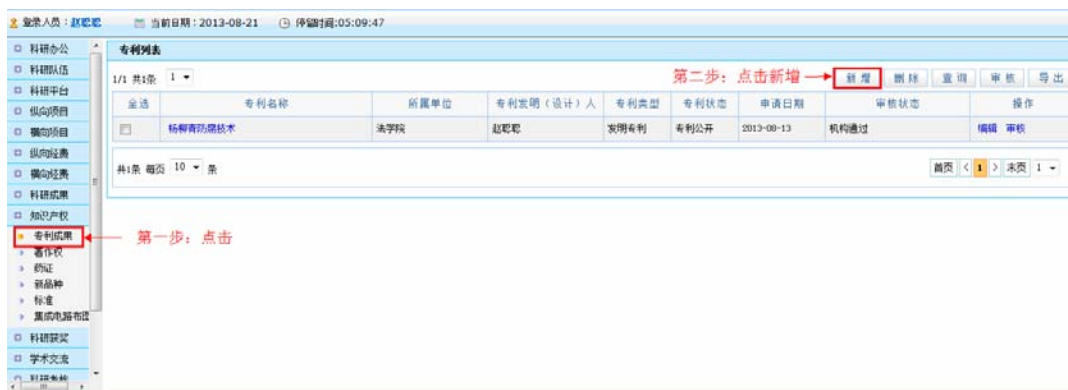 登录人员：赵聪聪 当前日期：2013-08-21 停留时间:05:09:47
科研办公
科研队伍
科研平台
纵向项目
横向项目
纵向经费
横向经费
科研成果
知识产权
专利成果
著作权
药证
新品种
标准
集成电路布图
科研获奖
学术交流
科研考核
专利列表
1/1 共1条 1
第二步：点击新增
新增 删除 查询 审核 导出
全选 专利名称 所属单位 专利发明（设计）人 专利类型 专利状态 申请日期 审核状态 操作
杨柳青防腐技术 法学院 赵聪聪 发明专利 专利公开 2013-08-13 机构通过 编辑 审核
共1条 每页 10 条
首页 < 1 > 末页 1
第一步：点击